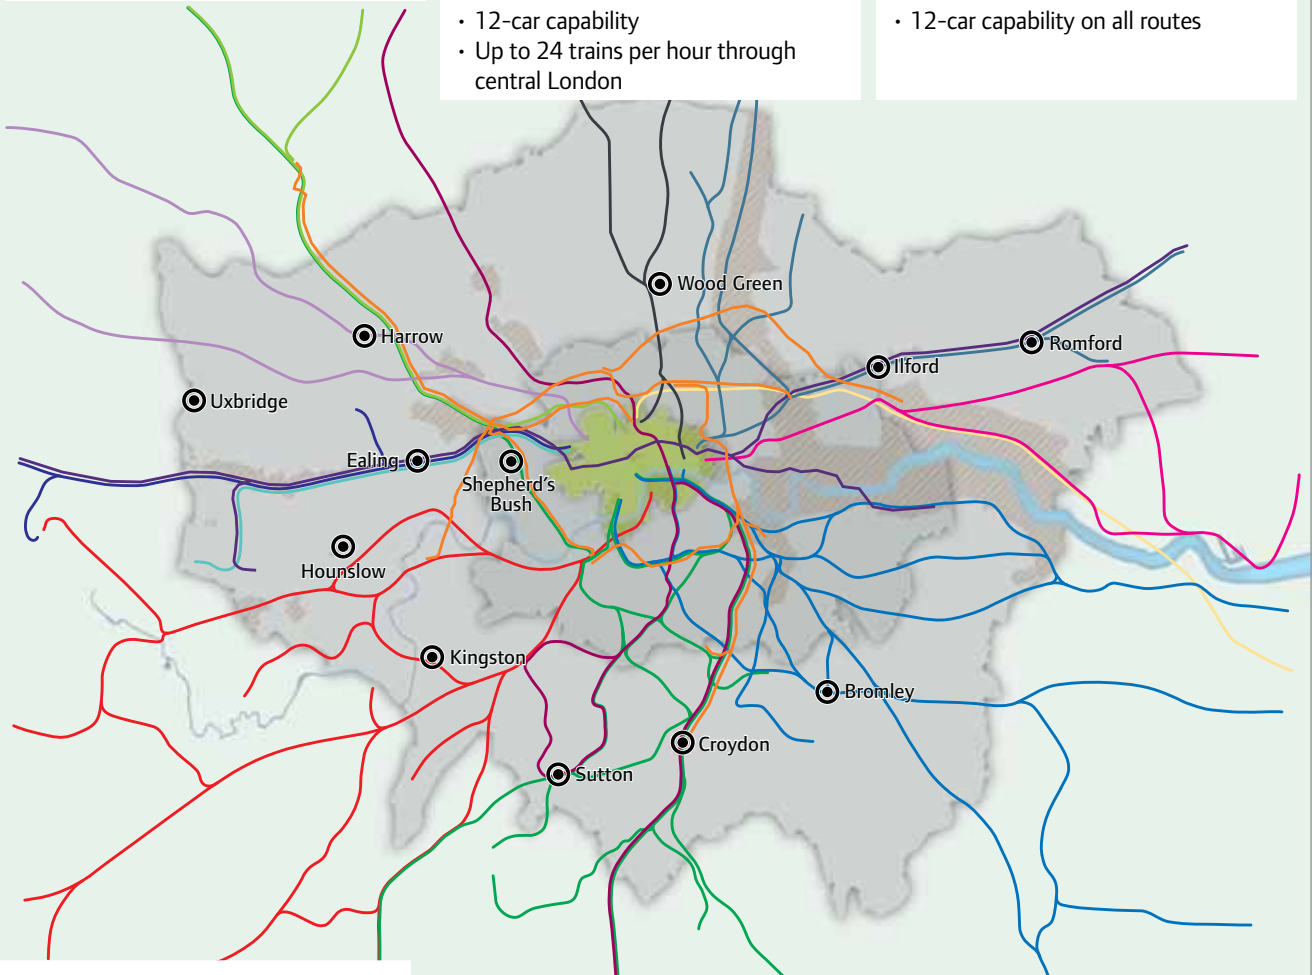 · 12-car capability
· Up to 24 trains per hour through
central London
· 12-car capability on all routes
Wood Green
Harrow
Romford
Ilford
Uxbridge
Ealing
Shepherd's
Bush
Hounslow
Kingston
Bromley
Croydon
Sutton